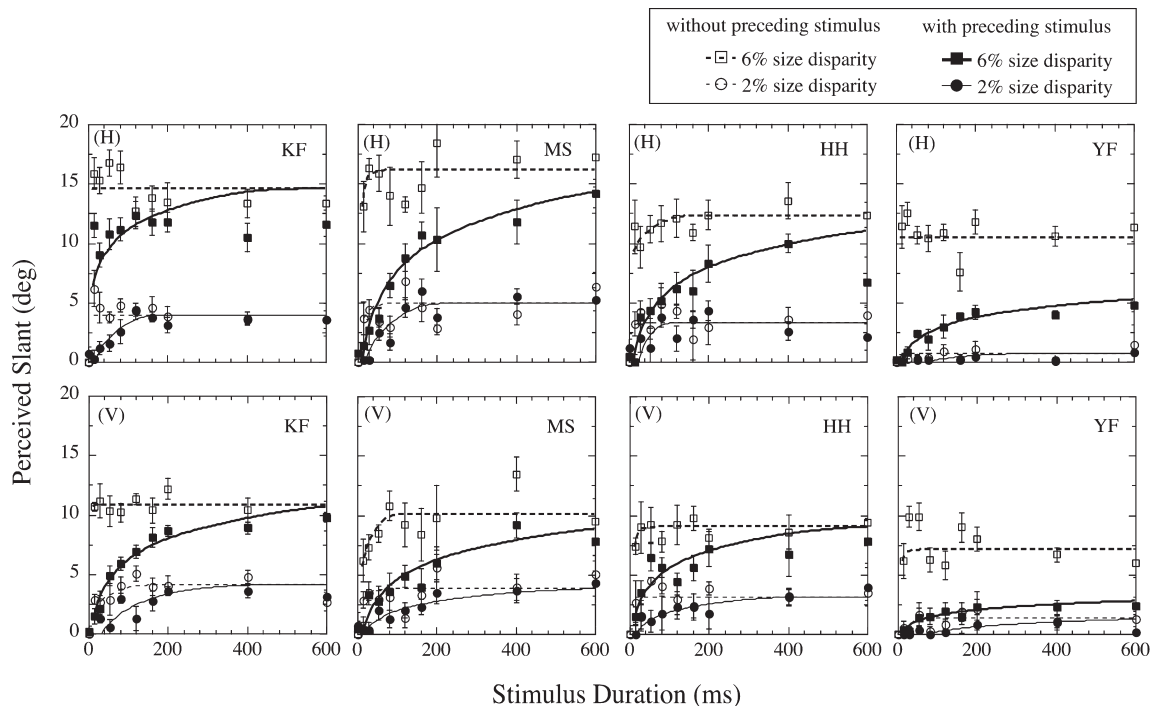 without preceding stimulus with preceding stimulus
6% size disparity 6% size disparity
2% size disparity 2% size disparity
20 (H) KF (H) MS (H) HH (H) YF
15
10
5
0
20 (V) KF (V) MS (V) HH (V) YF
15
10
5
0
0 200 400 600 0 200 400 600 0 200 400 600 0 200 400 600
Perceived Slant (deg)
Stimulus Duration (ms)